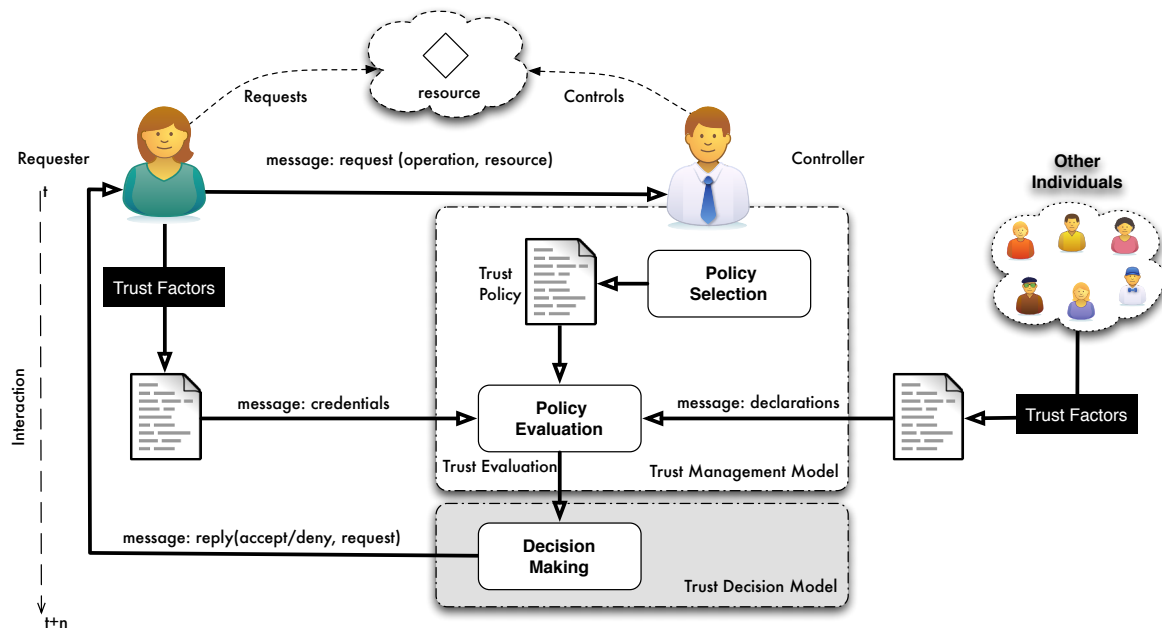 resource
Requests
Controls
Requester
message: request (operation, resource)
Controller
Other
Individuals
t
Trust
Policy
Policy
Selection
Trust Factors
Interaction
message: credentials
Policy
Evaluation
message: declarations
Trust Factors
Trust Evaluation
Trust Management Model
message: reply(accept/deny, request)
Decision
Making
Trust Decision Model
t+n